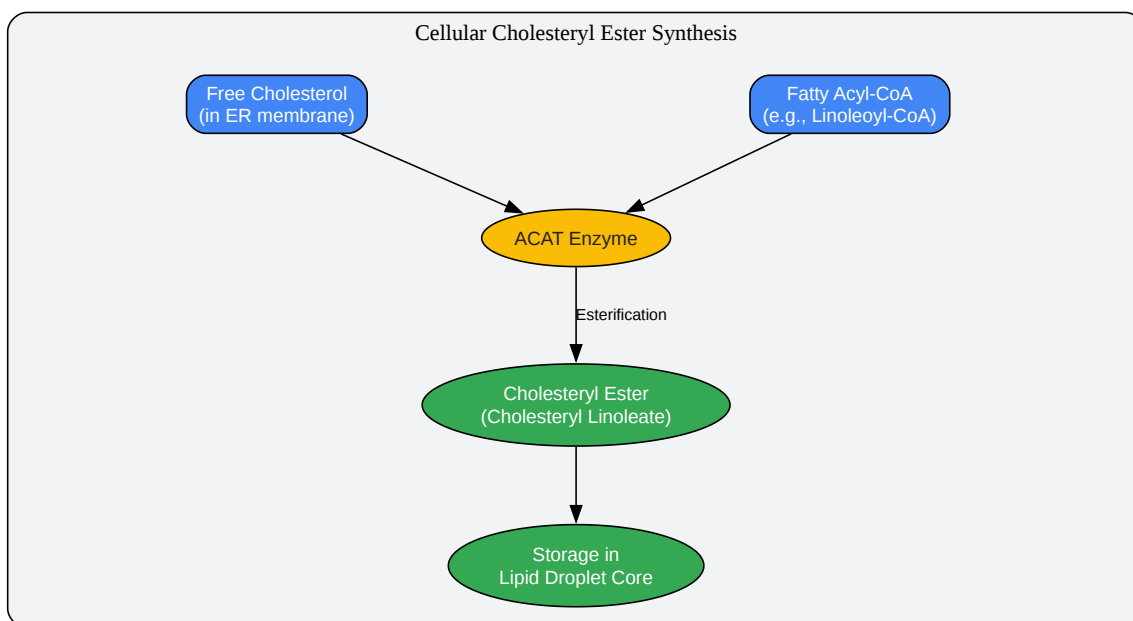 Cellular Cholesteryl Ester Synthesis
Free Cholesterol
(in ER membrane)
Fatty Acyl-CoA
(e.g., Linoleoyl-CoA)
ACAT Enzyme
Esterification
Cholesteryl Ester
(Cholesteryl Linoleate)
Storage in
Lipid Droplet Core